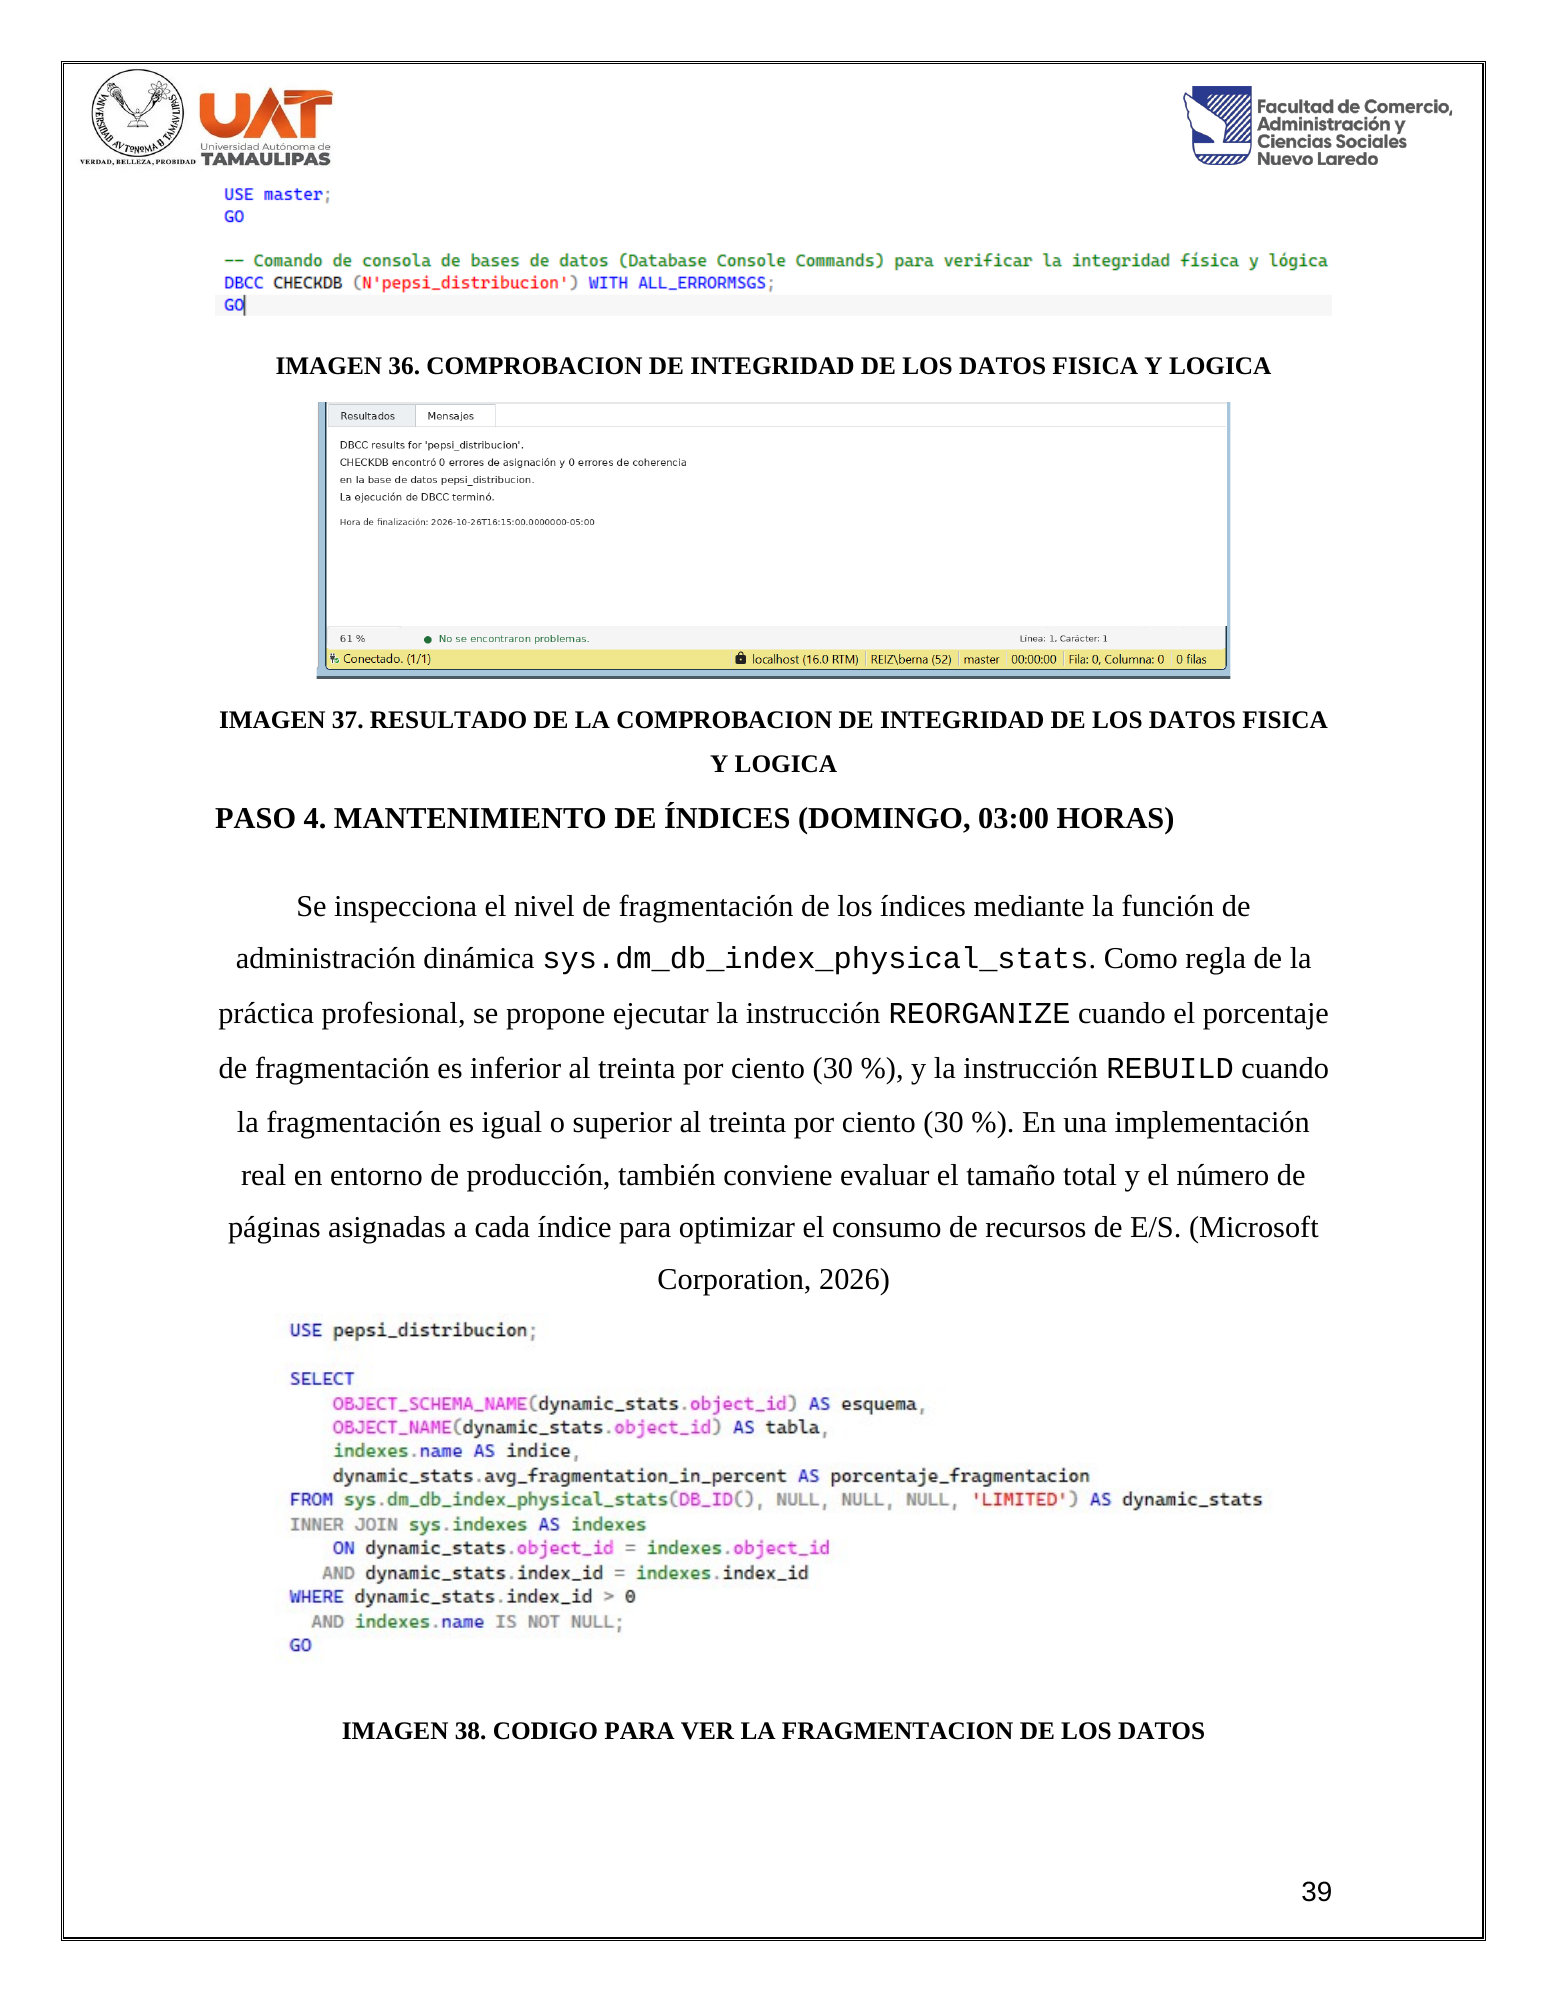 UNIVERSIDAD AUTONOMA DE TAMAULIPAS
VERDAD, BELLEZA, PROBIDAD
UAT
Universidad Autónoma de
TAMAULIPAS
Facultad de Comercio,
Administración y
Ciencias Sociales
Nuevo Laredo
USE master;
GO
-- Comando de consola de bases de datos (Database Console Commands) para verificar la integridad física y lógica
DBCC CHECKDB (N'pepsi_distribucion') WITH ALL_ERRORMSGS;
GO
IMAGEN 36. COMPROBACION DE INTEGRIDAD DE LOS DATOS FISICA Y LOGICA
Resultados Mensajes
DBCC results for 'pepsi_distribucion'.
CHECKDB encontró 0 errores de asignación y 0 errores de coherencia
en la base de datos pepsi_distribucion.
La ejecución de DBCC terminó.
Hora de finalización: 2026-10-26T16:15:00.0000000-05:00
61 % No se encontraron problemas. Línea: 1, Carácter: 1
Conectado. (1/1) localhost (16.0 RTM) REIZ\berna (52) master 00:00:00 Fila: 0, Columna: 0 0 filas
IMAGEN 37. RESULTADO DE LA COMPROBACION DE INTEGRIDAD DE LOS DATOS FISICA
Y LOGICA
PASO 4. MANTENIMIENTO DE ÍNDICES (DOMINGO, 03:00 HORAS)
Se inspecciona el nivel de fragmentación de los índices mediante la función de
administración dinámica sys.dm_db_index_physical_stats. Como regla de la
práctica profesional, se propone ejecutar la instrucción REORGANIZE cuando el porcentaje
de fragmentación es inferior al treinta por ciento (30 %), y la instrucción REBUILD cuando
la fragmentación es igual o superior al treinta por ciento (30 %). En una implementación
real en entorno de producción, también conviene evaluar el tamaño total y el número de
páginas asignadas a cada índice para optimizar el consumo de recursos de E/S. (Microsoft
Corporation, 2026)
USE pepsi_distribucion;
SELECT
OBJECT_SCHEMA_NAME(dynamic_stats.object_id) AS esquema,
OBJECT_NAME(dynamic_stats.object_id) AS tabla,
indexes.name AS indice,
dynamic_stats.avg_fragmentation_in_percent AS porcentaje_fragmentacion
FROM sys.dm_db_index_physical_stats(DB_ID(), NULL, NULL, NULL, 'LIMITED') AS dynamic_stats
INNER JOIN sys.indexes AS indexes
ON dynamic_stats.object_id = indexes.object_id
AND dynamic_stats.index_id = indexes.index_id
WHERE dynamic_stats.index_id > 0
AND indexes.name IS NOT NULL;
GO
IMAGEN 38. CODIGO PARA VER LA FRAGMENTACION DE LOS DATOS
39